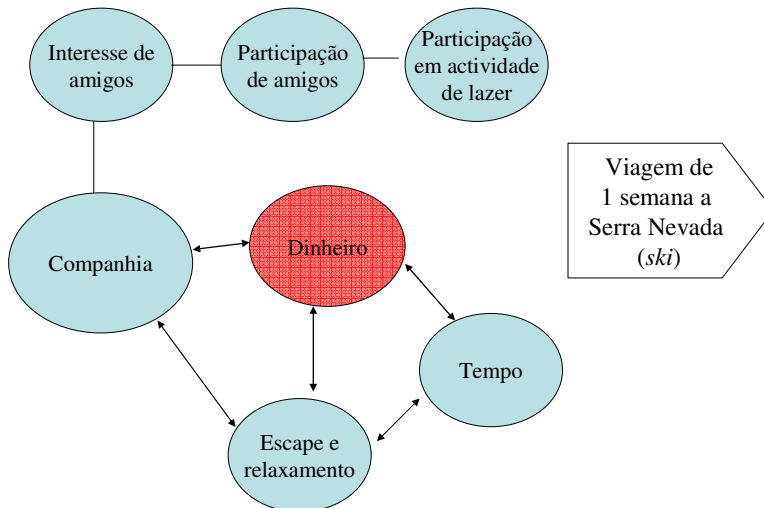 Interesse de
amigos
Participação
de amigos
Participação
em actividade
de lazer
Viagem de
1 semana a
Serra Nevada
(ski)
Companhia
Dinheiro
Tempo
Escape e
relaxamento